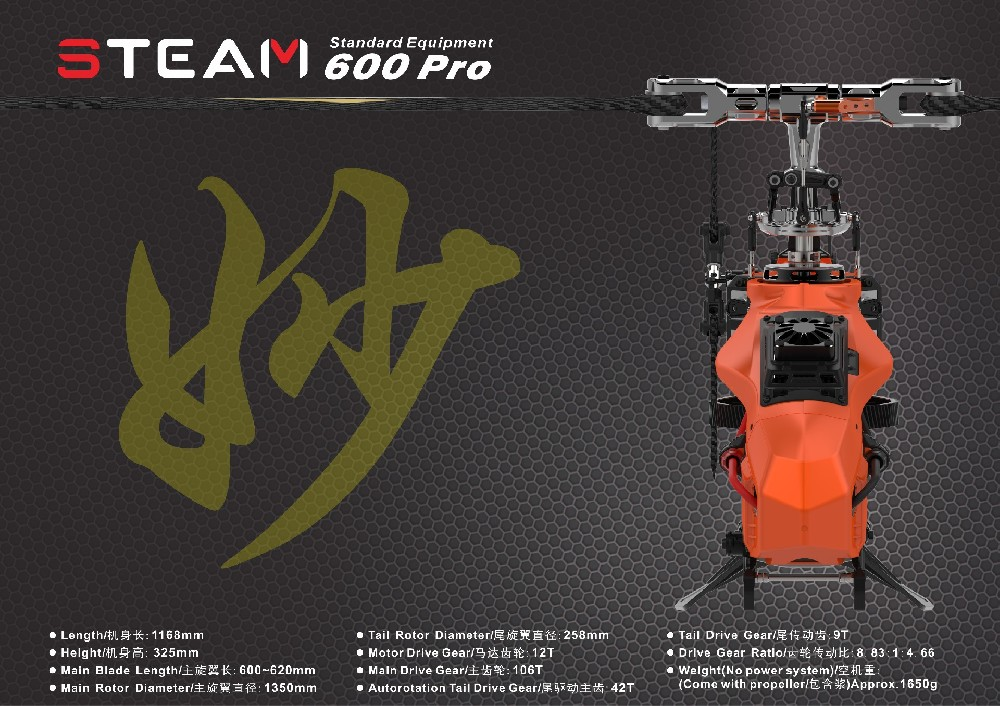 STEAM
Standard Equipment
600 Pro
妙
● Length/机身长: 1168mm
● Height/机身高: 325mm
● Main Blade Length/主旋翼长: 600~620mm
● Main Rotor Diameter/主旋翼直径: 1350mm
● Tail Rotor Diameter/尾旋翼直径: 258mm
● Motor Drive Gear/马达齿轮: 12T
● Main Drive Gear/主齿轮: 106T
● Autorotation Tail Drive Gear/尾驱动主齿: 42T
● Tail Drive Gear/尾传动齿: 9T
● Drive Gear Ratio/齿轮传动比: 8.83:1:4.66
● Weight(No power system)/空机重:
(Come with propeller/包含桨)Approx.1650g